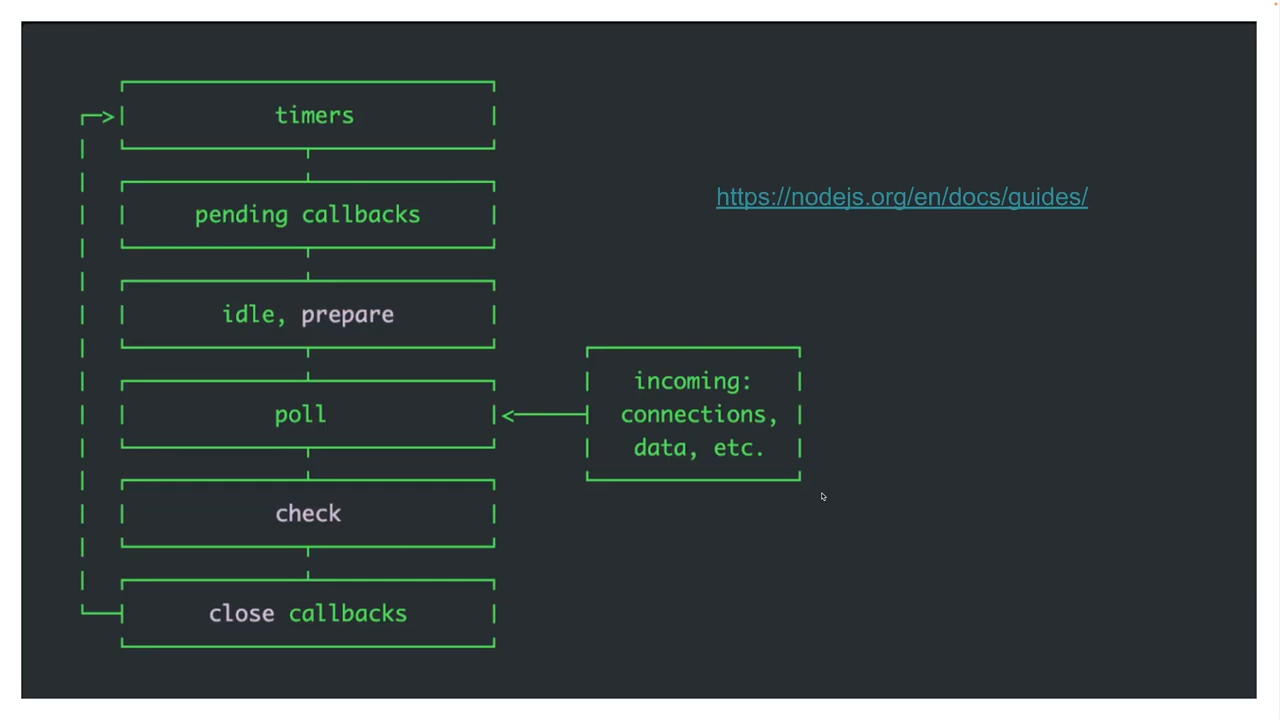 timers
pending callbacks
https://nodejs.org/en/docs/guides/
idle, prepare
poll
incoming:
connections,
data, etc.
check
close callbacks